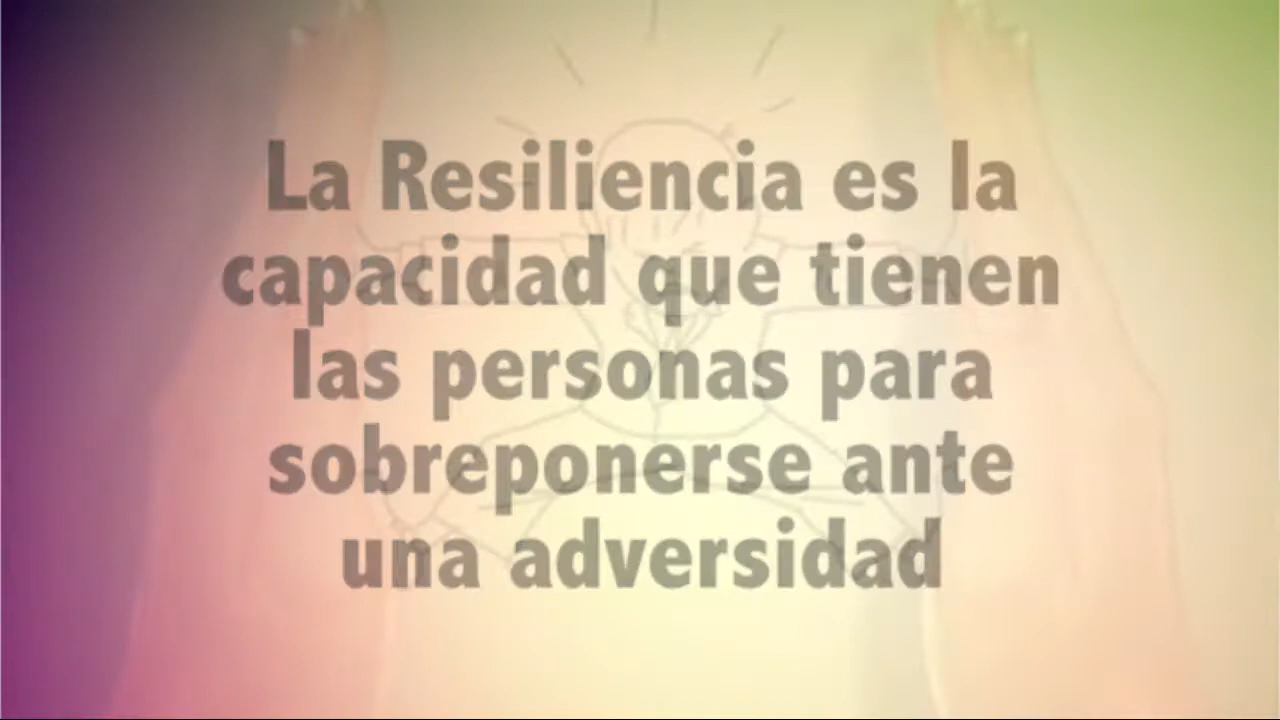 La Resiliencia es la
capacidad que tienen
las personas para
sobreponerse ante
una adversidad